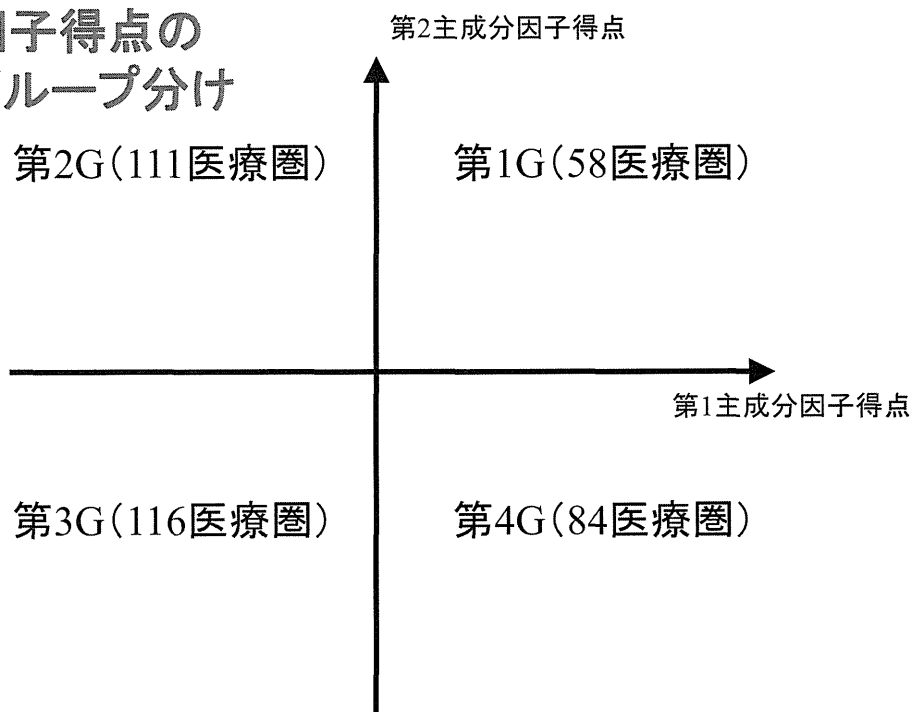 子得点の
ループ分け
第2主成分因子得点
第2G(111医療圏)
第1G(58医療圏)
第1主成分因子得点
第3G(116医療圏)
第4G(84医療圏)